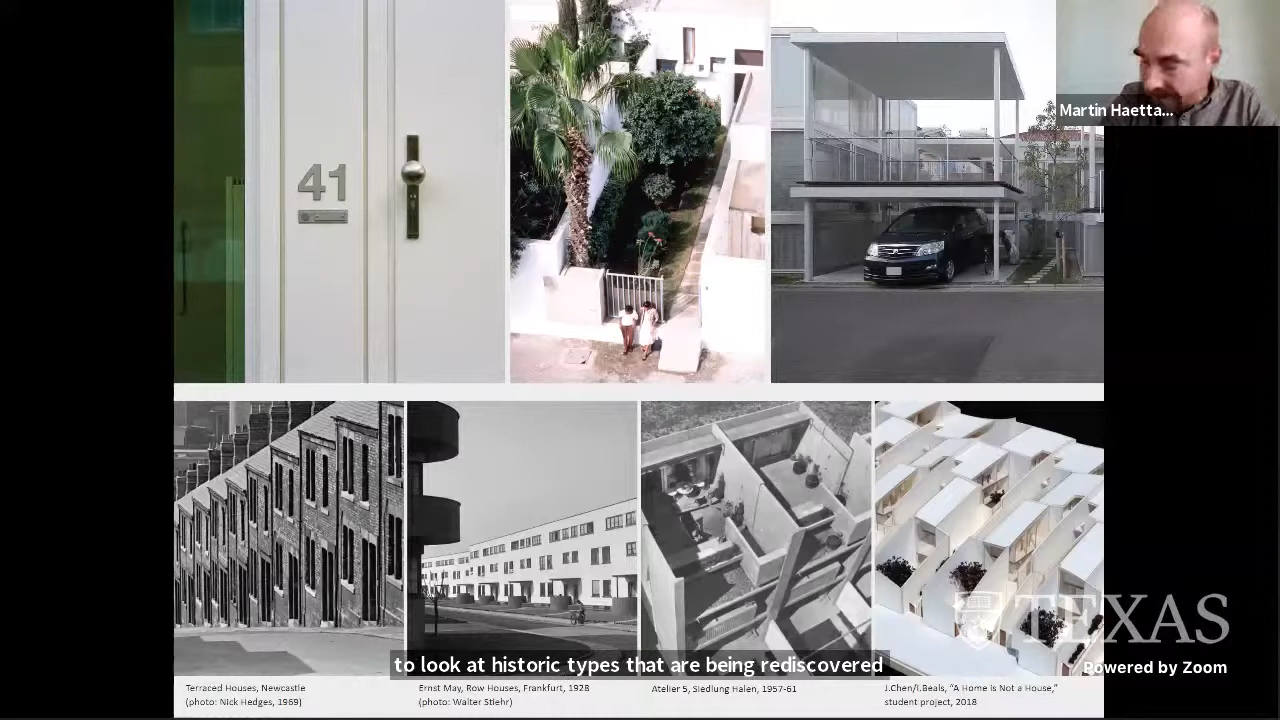 Martin Haetta...
41
to look at historic types that are being rediscovered
TEXAS
Powered by Zoom
Terraced Houses, Newcastle
(photo: Nick Hedges, 1969)
Ernst May, Row Houses, Frankfurt, 1928
(photo: Walter Stiehr)
Atelier 5, Siedlung Halen, 1957-61
J.Chen/I.Beals, “A Home is Not a House,”
student project, 2018